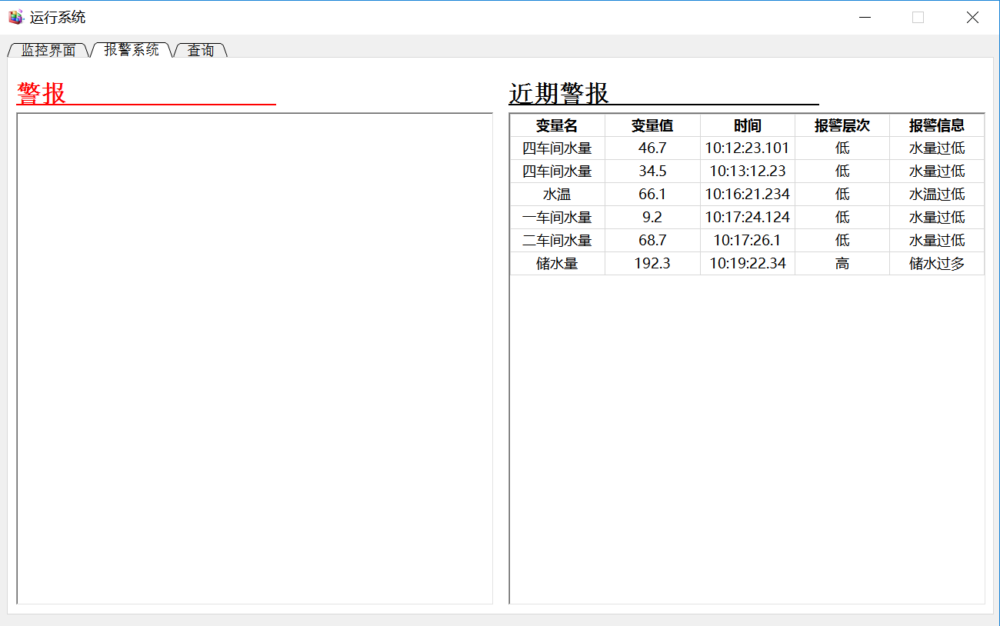 运行系统
监控界面 报警系统 查询
警报
近期警报
变量名 变量值 时间 报警层次 报警信息
四车间水量 46.7 10:12:23.101 低 水量过低
四车间水量 34.5 10:13:12.23 低 水量过低
水温 66.1 10:16:21.234 低 水温过低
一车间水量 9.2 10:17:24.124 低 水量过低
二车间水量 68.7 10:17:26.1 低 水量过低
储水量 192.3 10:19:22.34 高 储水过多